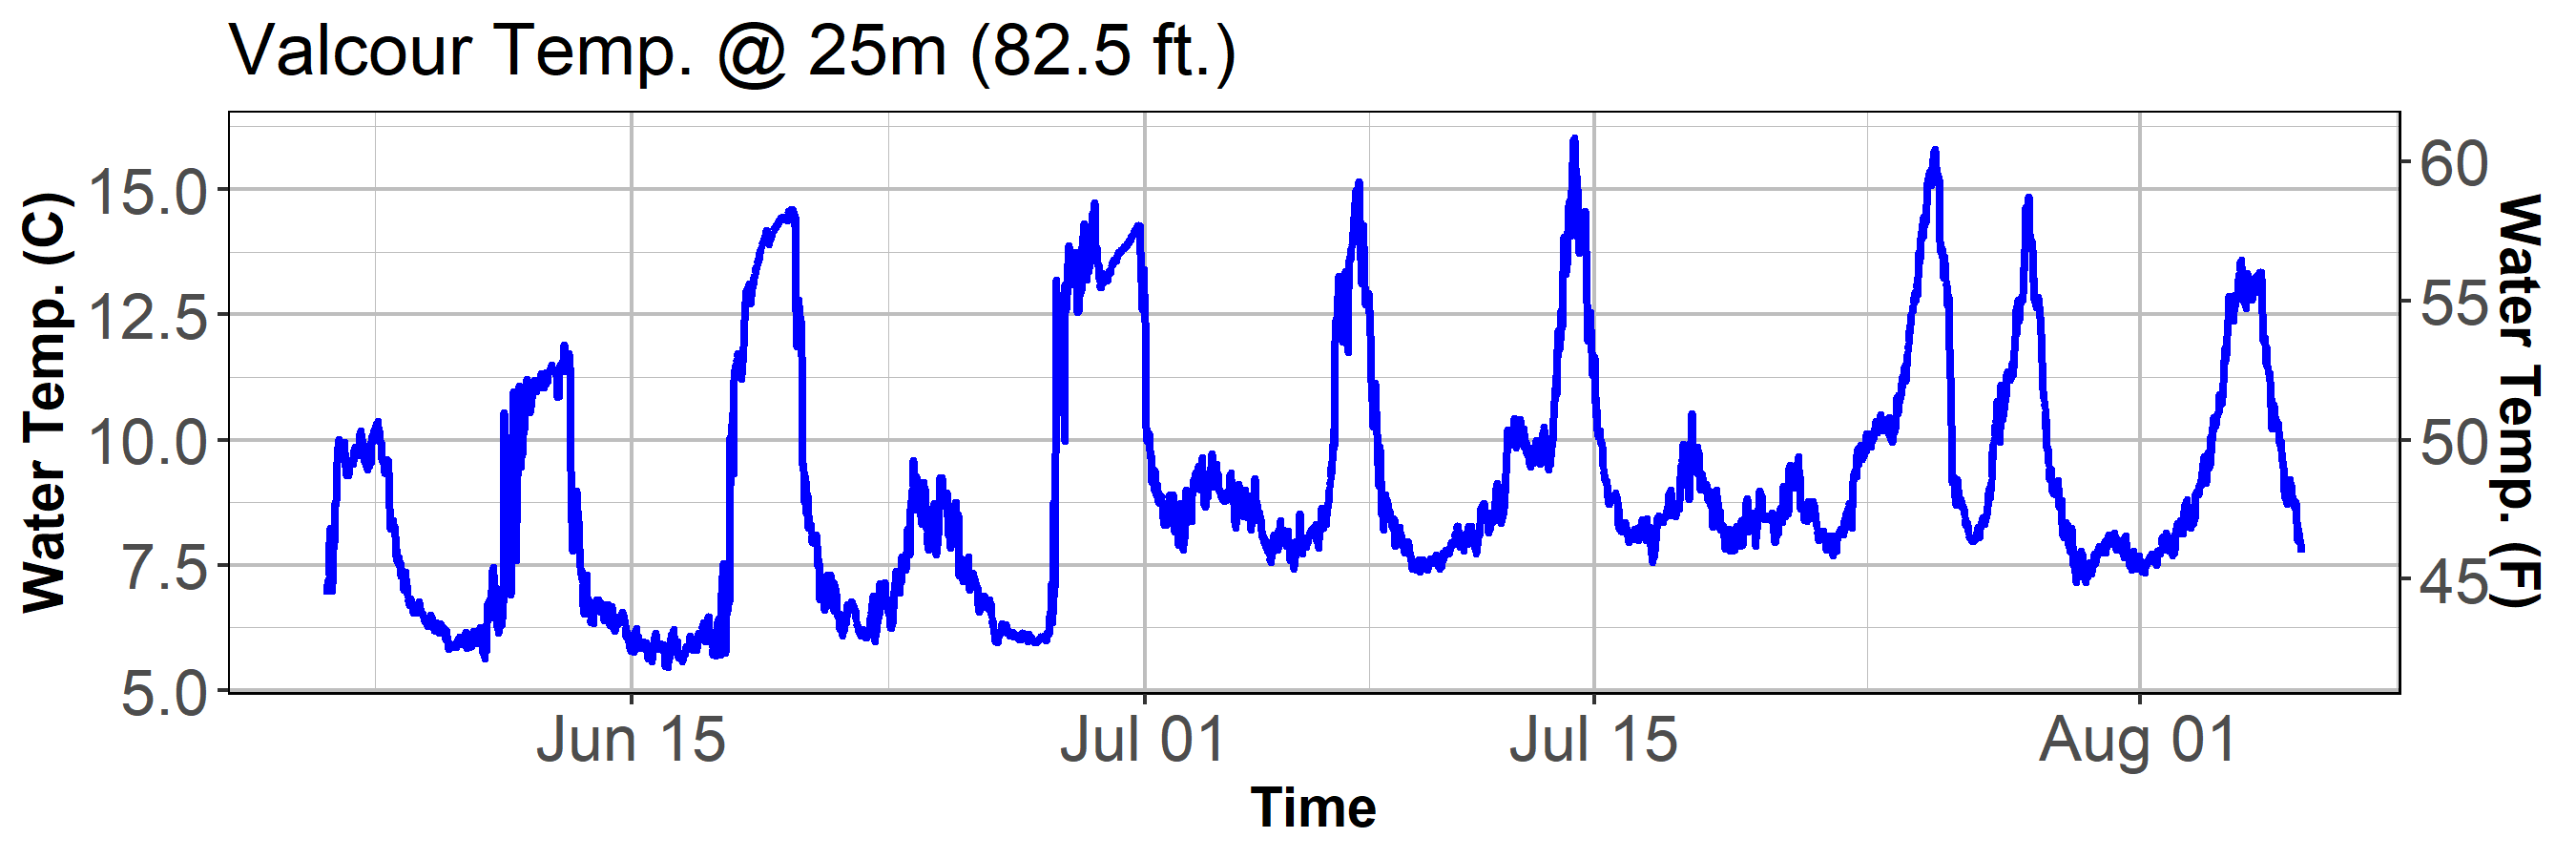 Valcour Temp. @ 25m (82.5 ft.)
Water Temp. (C)
15.0
12.5
10.0
7.5
5.0
60
55
50
45
Water Temp. (F)
Jun 15 Jul 01 Jul 15 Aug 01
Time